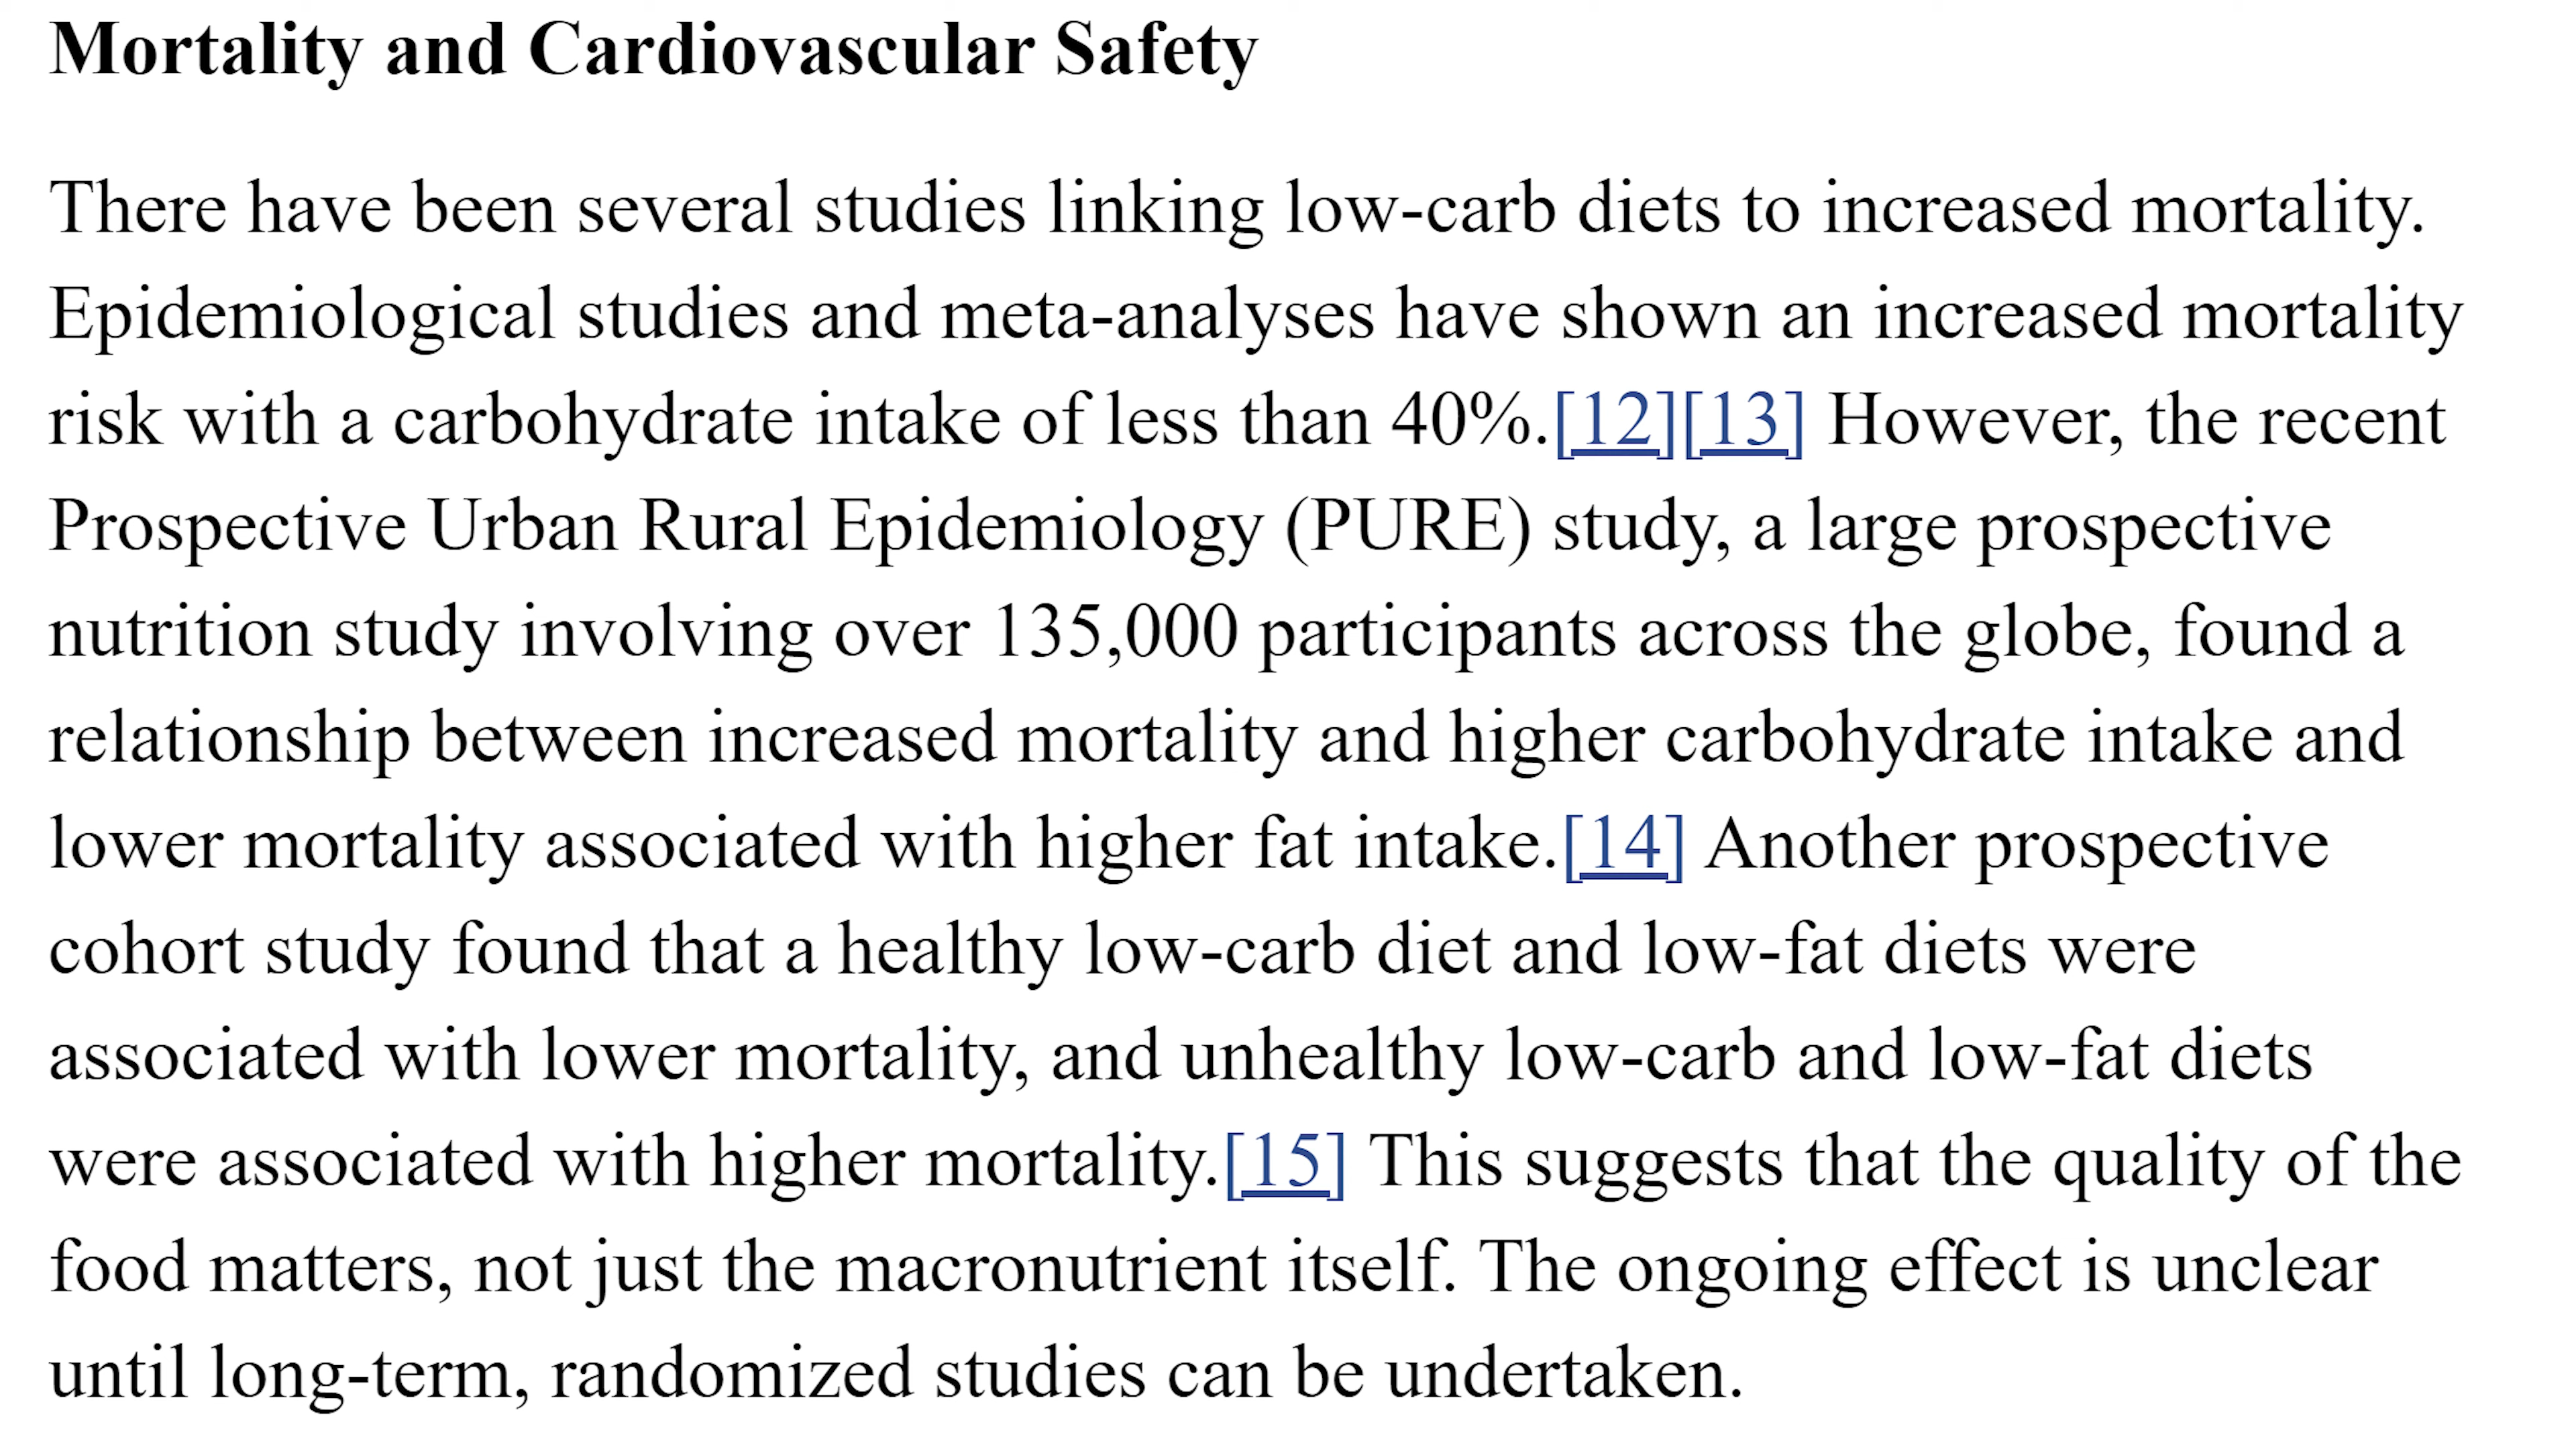 Mortality and Cardiovascular Safety
There have been several studies linking low-carb diets to increased mortality.
Epidemiological studies and meta-analyses have shown an increased mortality
risk with a carbohydrate intake of less than 40%.[12][13] However, the recent
Prospective Urban Rural Epidemiology (PURE) study, a large prospective
nutrition study involving over 135,000 participants across the globe, found a
relationship between increased mortality and higher carbohydrate intake and
lower mortality associated with higher fat intake.[14] Another prospective
cohort study found that a healthy low-carb diet and low-fat diets were
associated with lower mortality, and unhealthy low-carb and low-fat diets
were associated with higher mortality.[15] This suggests that the quality of the
food matters, not just the macronutrient itself. The ongoing effect is unclear
until long-term, randomized studies can be undertaken.